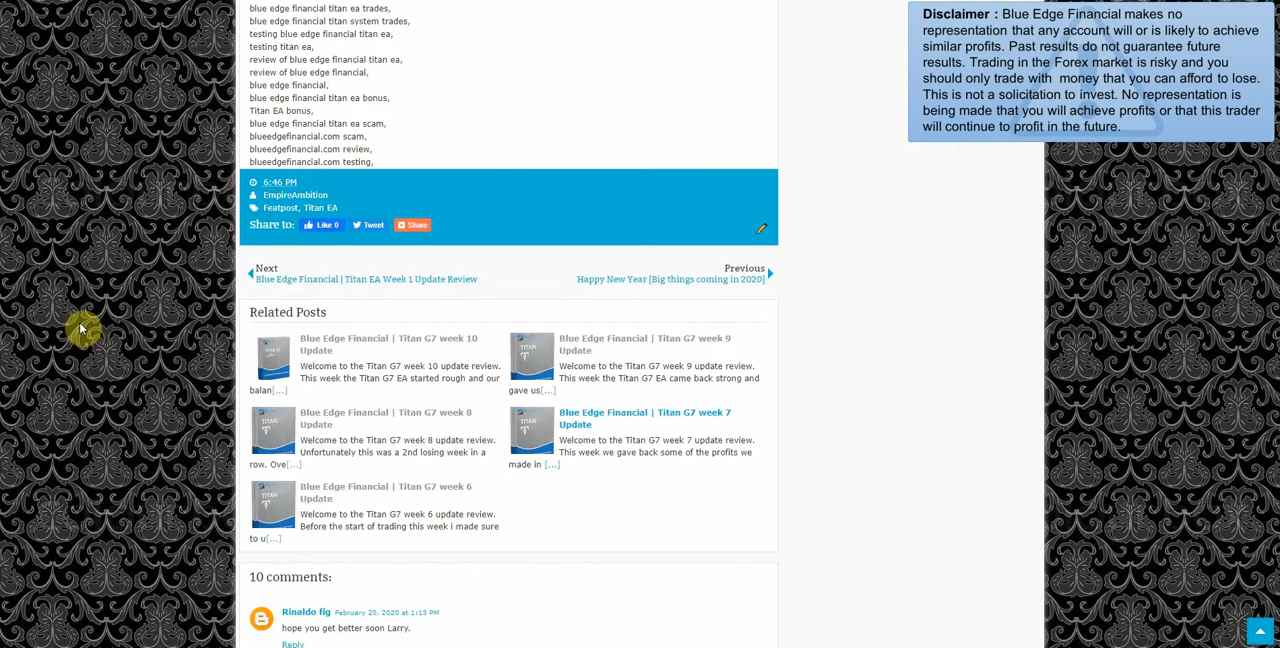 blue edge financial titan ea trades,
blue edge financial titan system trades,
testing blue edge financial titan ea,
testing titan ea,
review of blue edge financial titan ea,
review of blue edge financial,
blue edge financial,
blue edge financial titan ea bonus,
Titan EA bonus,
blue edge financial titan ea scam,
blueedgefinancial.com scam,
blueedgefinancial.com review,
blueedgefinancial.com testing,
Disclaimer : Blue Edge Financial makes no
representation that any account will or is likely to achieve
similar profits. Past results do not guarantee future
results. Trading in the Forex market is risky and you
should only trade with money that you can afford to lose.
This is not a solicitation to invest. No representation is
being made that you will achieve profits or that this trader
will continue to profit in the future.
6:46 PM
EmpireAmbition
Featpost, Titan EA
Share to: Like 0 Tweet Share
Next
Blue Edge Financial | Titan EA Week 1 Update Review
Previous
Happy New Year [Big things coming in 2020]
Related Posts
Blue Edge Financial | Titan G7 week 10
Update
Welcome to the Titan G7 week 10 update review.
This week the Titan G7 EA started rough and our
balan[...]
Blue Edge Financial | Titan G7 week 9
Update
Welcome to the Titan G7 week 9 update review.
This week the Titan G7 EA came back strong and
gave us[...]
Blue Edge Financial | Titan G7 week 8
Update
Welcome to the Titan G7 week 8 update review.
Unfortunately this was a 2nd losing week in a
row. Ove[...]
Blue Edge Financial | Titan G7 week 7
Update
Welcome to the Titan G7 week 7 update review.
This week we gave back some of the profits we
made in [...]
Blue Edge Financial | Titan G7 week 6
Update
Welcome to the Titan G7 week 6 update review.
Before the start of trading this week i made sure
to u[...]
TITAN
TITAN
TITAN
TITAN
10 comments:
Rinaldo fig February 20, 2020 at 1:13 PM
hope you get better soon Larry.
Reply